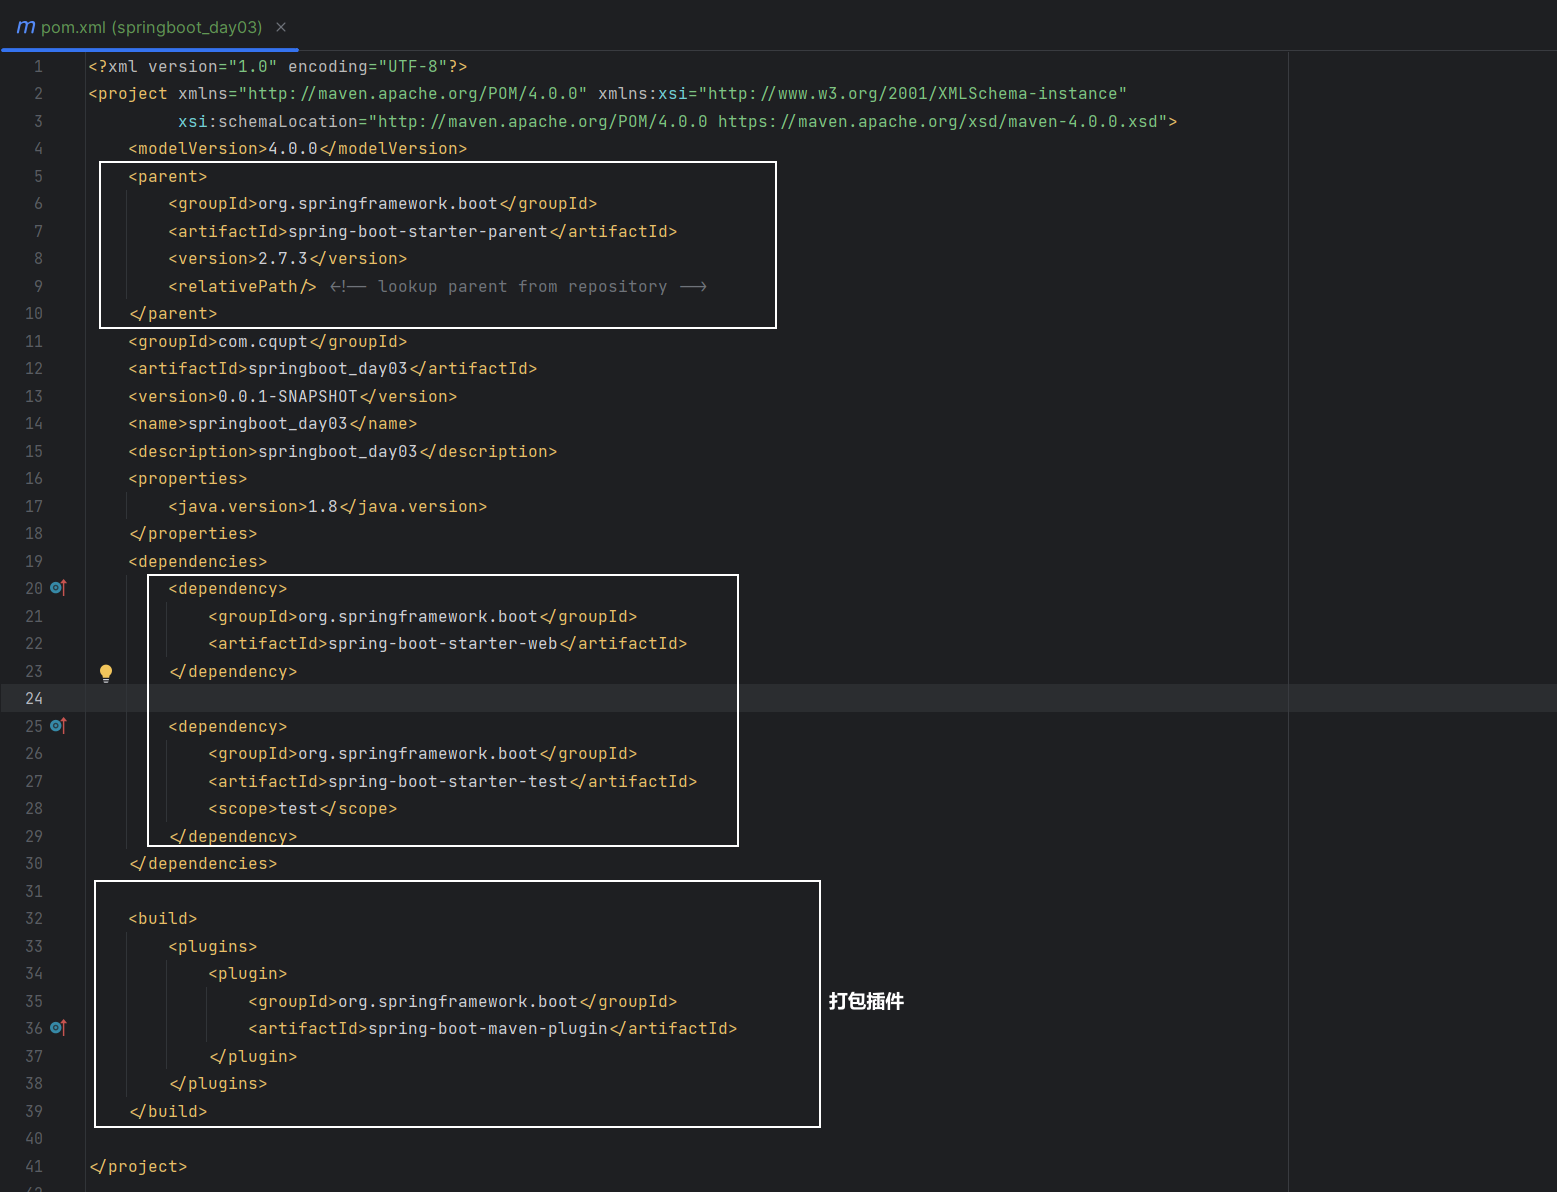 m pom.xml (springboot_day03) ×
1 <?xml version="1.0" encoding="UTF-8"?>
2 <project xmlns="http://maven.apache.org/POM/4.0.0" xmlns:xsi="http://www.w3.org/2001/XMLSchema-instance"
3 xsi:schemaLocation="http://maven.apache.org/POM/4.0.0 https://maven.apache.org/xsd/maven-4.0.0.xsd">
4 <modelVersion>4.0.0</modelVersion>
5 <parent>
6 <groupId>org.springframework.boot</groupId>
7 <artifactId>spring-boot-starter-parent</artifactId>
8 <version>2.7.3</version>
9 <relativePath/> <!-- lookup parent from repository -->
10 </parent>
11 <groupId>com.cqupt</groupId>
12 <artifactId>springboot_day03</artifactId>
13 <version>0.0.1-SNAPSHOT</version>
14 <name>springboot_day03</name>
15 <description>springboot_day03</description>
16 <properties>
17 <java.version>1.8</java.version>
18 </properties>
19 <dependencies>
20 <dependency>
21 <groupId>org.springframework.boot</groupId>
22 <artifactId>spring-boot-starter-web</artifactId>
23 </dependency>
24
25 <dependency>
26 <groupId>org.springframework.boot</groupId>
27 <artifactId>spring-boot-starter-test</artifactId>
28 <scope>test</scope>
29 </dependency>
30 </dependencies>
31
32 <build>
33 <plugins>
34 <plugin>
35 <groupId>org.springframework.boot</groupId> 打包插件
36 <artifactId>spring-boot-maven-plugin</artifactId>
37 </plugin>
38 </plugins>
39 </build>
40
41 </project>